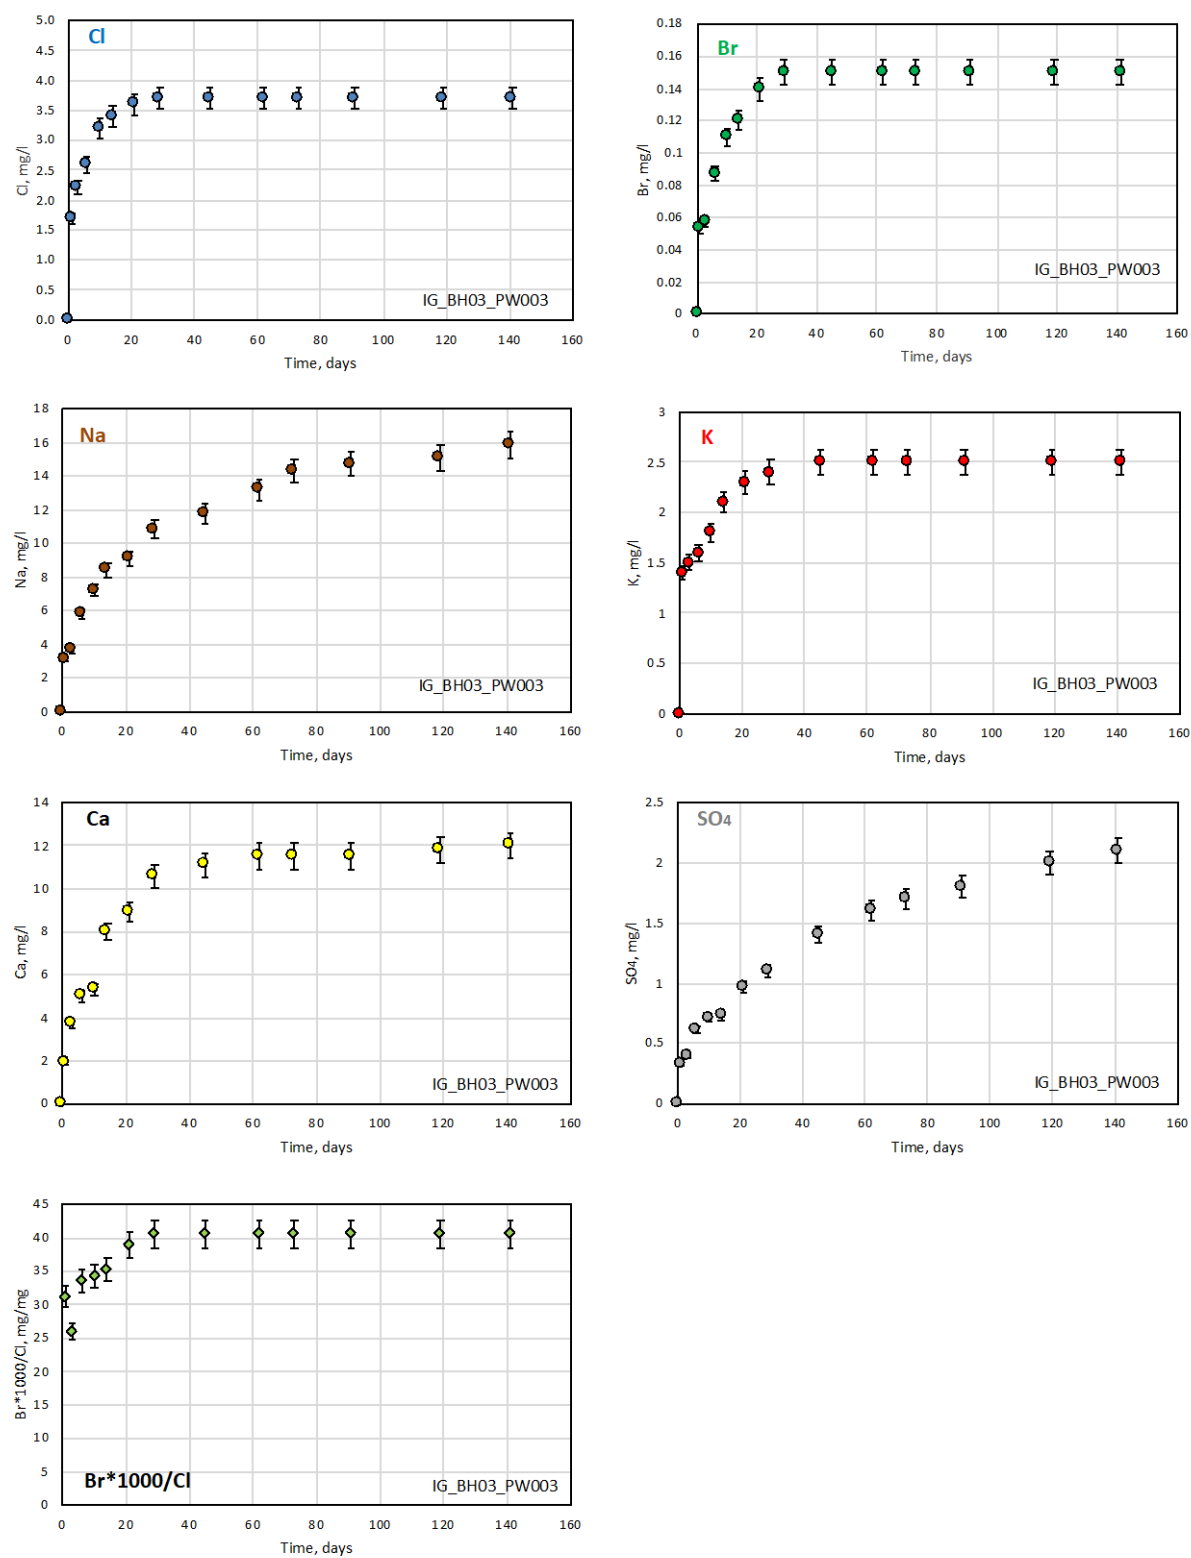 Cl
Cl, mg/l
5.0
4.5
4.0
3.5
3.0
2.5
2.0
1.5
1.0
0.5
0.0
IG_BH03_PW003
0 20 40 60 80 100 120 140 160
Time, days
Br
Br, mg/l
0.18
0.16
0.14
0.12
0.1
0.08
0.06
0.04
0.02
0
IG_BH03_PW003
0 20 40 60 80 100 120 140 160
Time, days
Na
Na, mg/l
18
16
14
12
10
8
6
4
2
0
IG_BH03_PW003
0 20 40 60 80 100 120 140 160
Time, days
K
K, mg/l
3
2.5
2
1.5
1
0.5
0
IG_BH03_PW003
0 20 40 60 80 100 120 140 160
Time, days
Ca
Ca, mg/l
14
12
10
8
6
4
2
0
IG_BH03_PW003
0 20 40 60 80 100 120 140 160
Time, days
SO4
SO4, mg/l
2.5
2
1.5
1
0.5
0
IG_BH03_PW003
0 20 40 60 80 100 120 140 160
Time, days
Br*1000/Cl, mg/mg
45
40
35
30
25
20
15
10
5
0
Br*1000/Cl
IG_BH03_PW003
0 20 40 60 80 100 120 140 160
Time, days